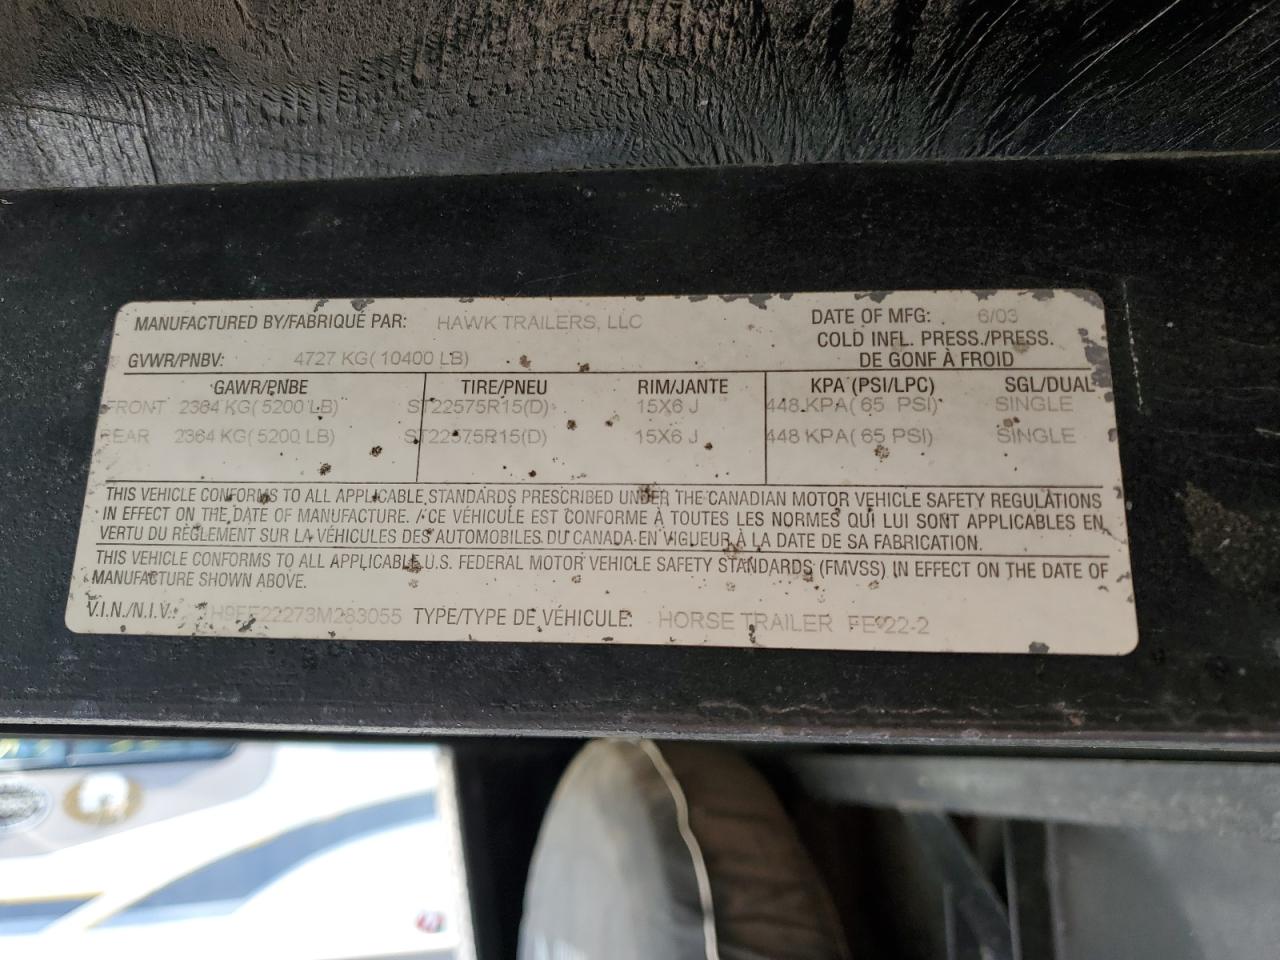 MANUFACTURED BY/FABRIQUÉ PAR: HAWK TRAILERS, LLC DATE OF MFG: 6/03
COLD INFL. PRESS./PRESS.
GVWR/PNBV: 4727 KG( 10400 LB) DE GONF À FROID
GAWR/PNBE TIRE/PNEU RIM/JANTE KPA (PSI/LPC) SGL/DUAL
FRONT 2364 KG( 5200 LB) ST22575R15(D) 15X6 J 448 KPA( 65 PSI) SINGLE
REAR 2364 KG( 5200 LB) ST22575R15(D) 15X6 J 448 KPA( 65 PSI) SINGLE
THIS VEHICLE CONFORMS TO ALL APPLICABLE STANDARDS PRESCRIBED UNDER THE CANADIAN MOTOR VEHICLE SAFETY REGULATIONS
IN EFFECT ON THE DATE OF MANUFACTURE. / CE VÉHICULE EST CONFORME À TOUTES LES NORMES QUI LUI SONT APPLICABLES EN
VERTU DU RÈGLEMENT SUR LA VÉHICULES DES AUTOMOBILES DU CANADA EN VIGUEUR À LA DATE DE SA FABRICATION.
THIS VEHICLE CONFORMS TO ALL APPLICABLE U.S. FEDERAL MOTOR VEHICLE SAFETY STANDARDS (FMVSS) IN EFFECT ON THE DATE OF
MANUFACTURE SHOWN ABOVE.
V.I.N./N.I.V.: TYPE/TYPE DE VÉHICULE: HORSE TRAILER FE 22-2